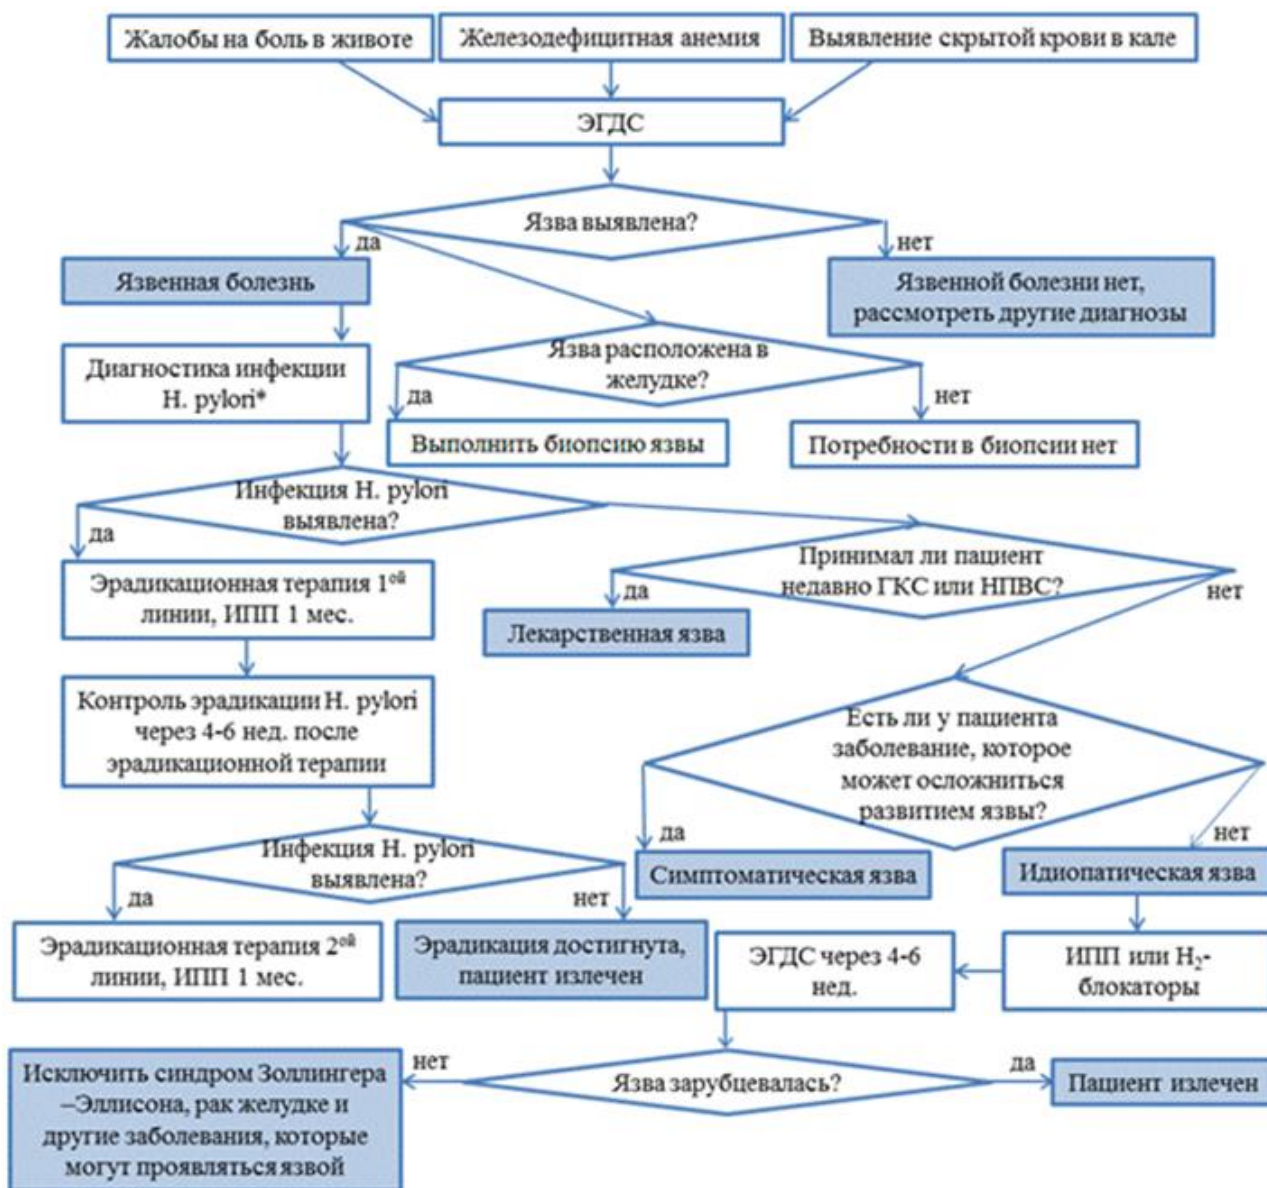 Жалобы на боль в животе
Железодефицитная анемия
Выявление скрытой крови в кале
ЭГДС
Язва выявлена?
да
нет
Язвенная болезнь
Язвенной болезни нет,
рассмотреть другие диагнозы
Диагностика инфекции
H. pylori*
Язва расположена в
желудке?
да
нет
Выполнить биопсию язвы
Потребности в биопсии нет
Инфекция H. pylori
выявлена?
да
Принимал ли пациент
недавно ГКС или НПВС?
да
нет
Эрадикационная терапия 1ой
линии, ИПП 1 мес.
Лекарственная язва
Контроль эрадикации H. pylori
через 4-6 нед. после
эрадикационной терапии
Есть ли у пациента
заболевание, которое
может осложниться
развитием язвы?
да
нет
Инфекция H. pylori
выявлена?
да
нет
Симптоматическая язва
Идиопатическая язва
Эрадикационная терапия 2ой
линии, ИПП 1 мес.
Эрадикация достигнута,
пациент излечен
ЭГДС через 4-6
нед.
ИПП или H₂-
блокаторы
Язва зарубцевалась?
нет
да
Исключить синдром Золлингера
–Эллисона, рак желудке и
другие заболевания, которые
могут проявляться язвой
Пациент излечен